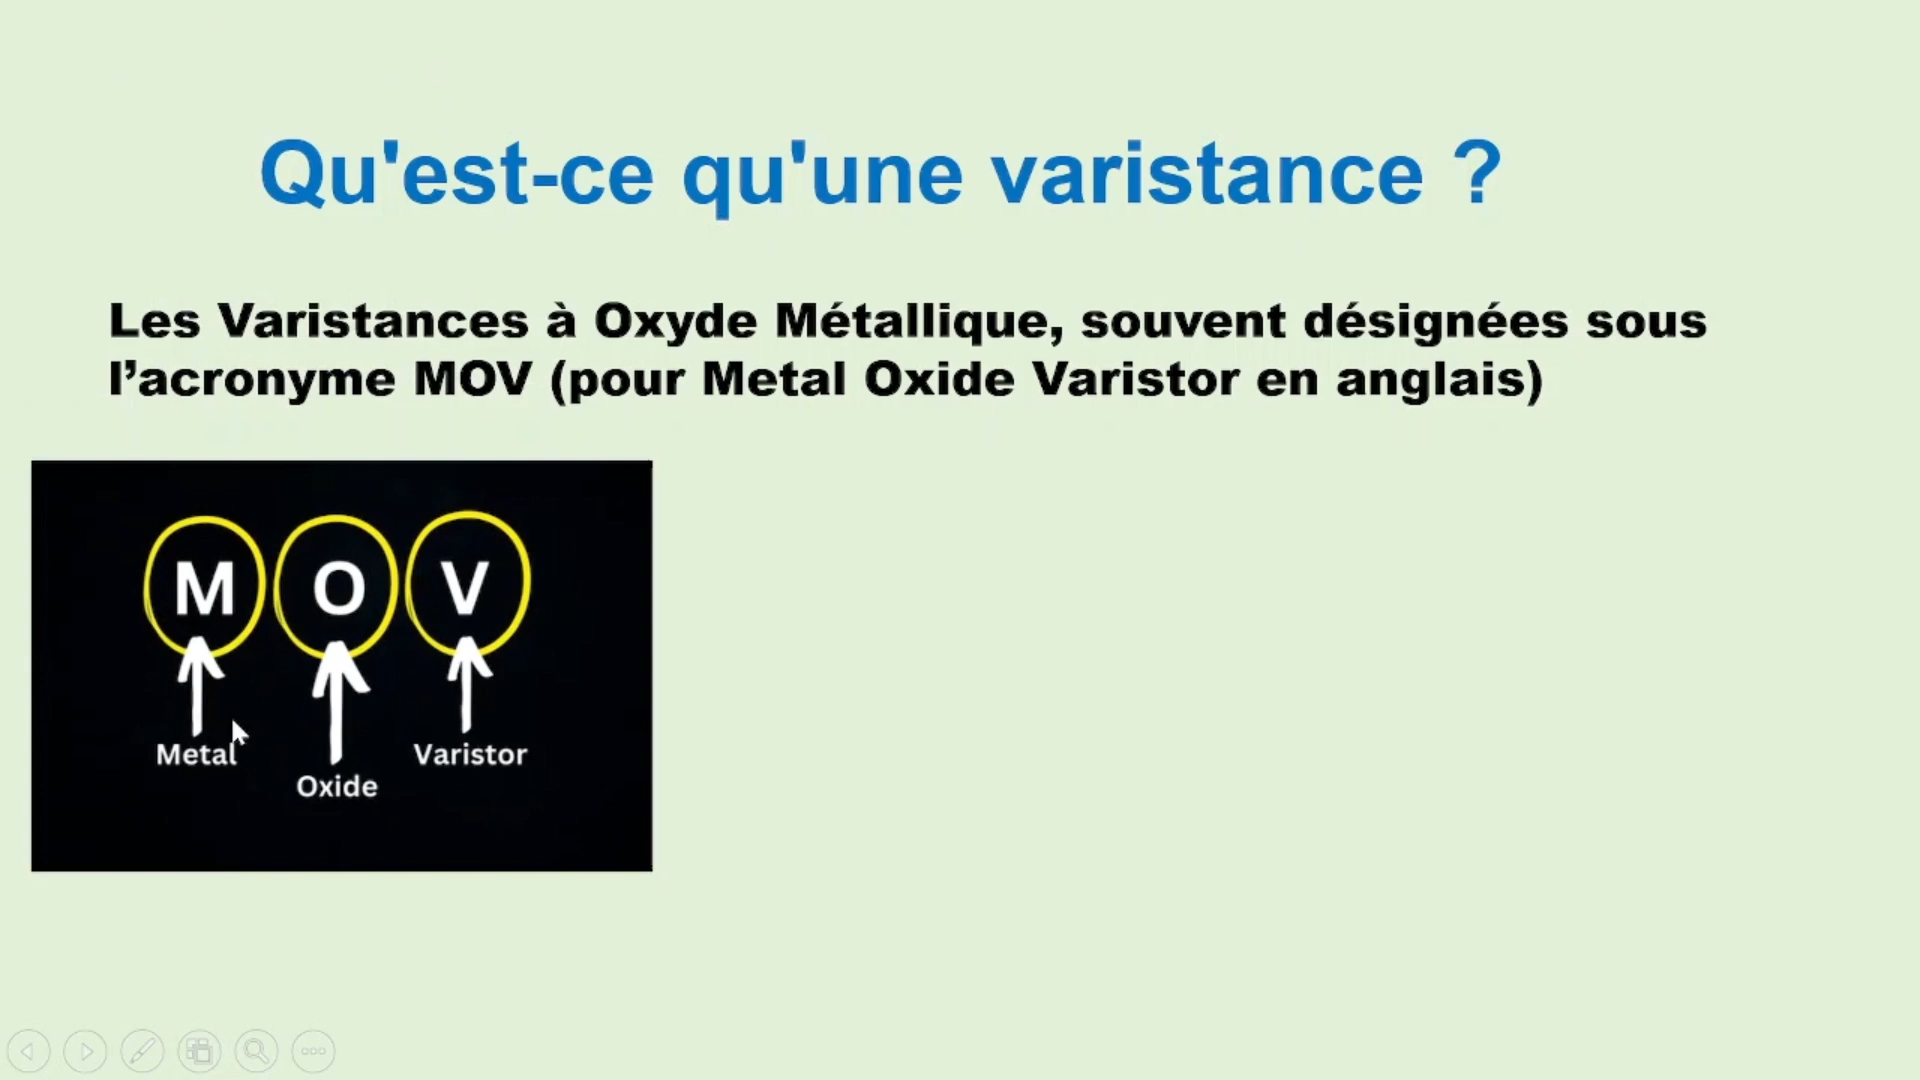 Qu'est-ce qu'une varistance ?
Les Varistances à Oxyde Métallique, souvent désignées sous
l’acronyme MOV (pour Metal Oxide Varistor en anglais)
M O V
Metal
Varistor
Oxide